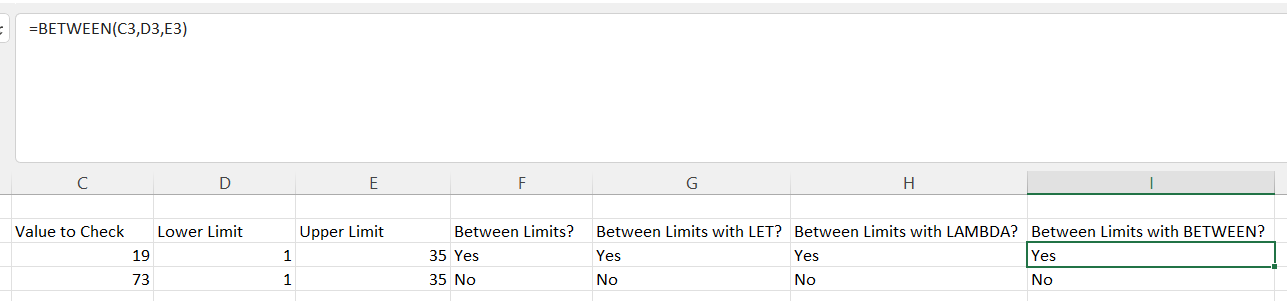 =BETWEEN(C3,D3,E3)
C D E F G H I
Value to Check Lower Limit Upper Limit Between Limits? Between Limits with LET? Between Limits with LAMBDA? Between Limits with BETWEEN?
19 1 35 Yes Yes Yes Yes
73 1 35 No No No No